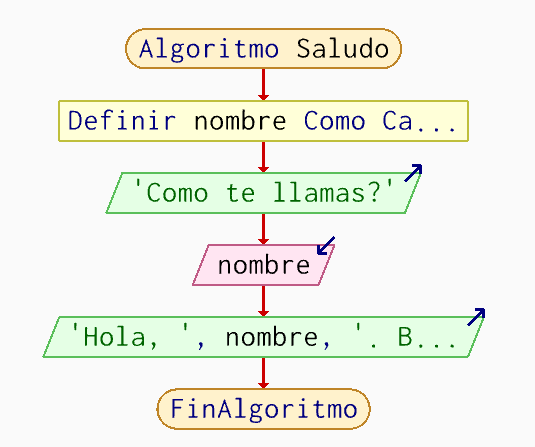 Algoritmo Saludo
Definir nombre Como Ca...
'Como te llamas?'
nombre
'Hola, ', nombre, '. B...
FinAlgoritmo